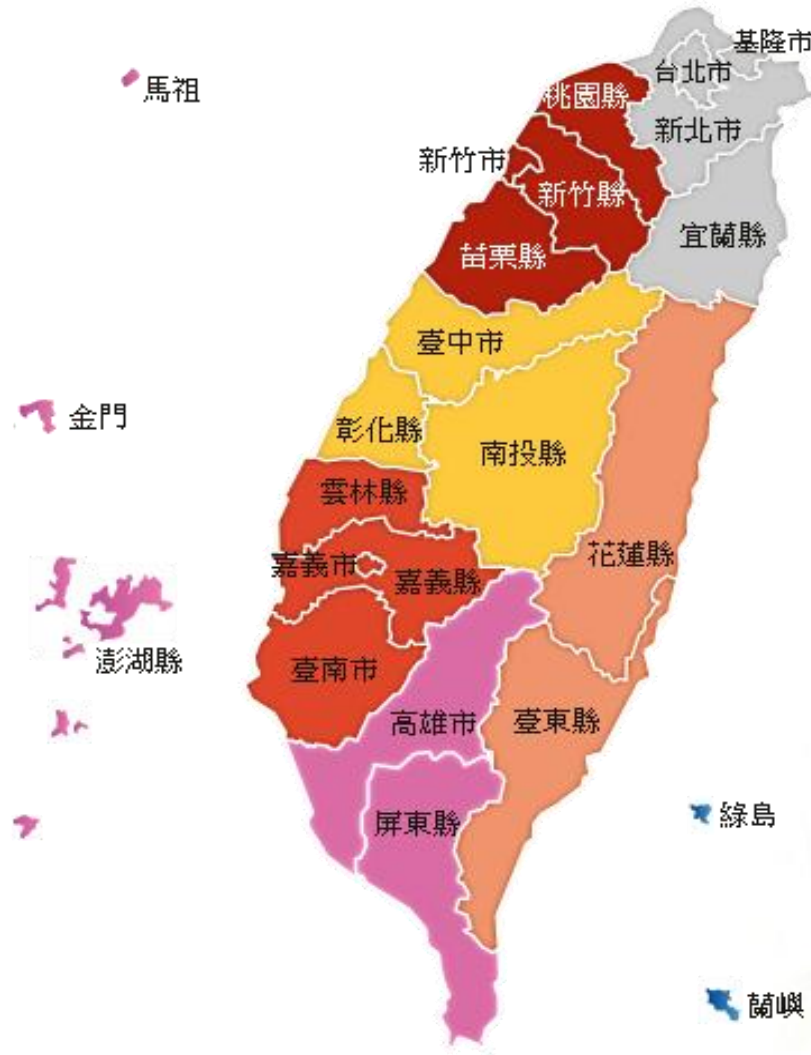 基隆市
台北市
馬祖
桃園縣
新北市
新竹市
新竹縣
宜蘭縣
苗栗縣
臺中市
金門
彰化縣
南投縣
雲林縣
花蓮縣
嘉義市
嘉義縣
澎湖縣
臺南市
高雄市
臺東縣
綠島
屏東縣
蘭嶼